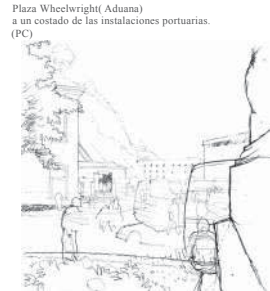 Plaza Wheelwright( Aduana)
a un costado de las instalaciones portuarias.
(PC)